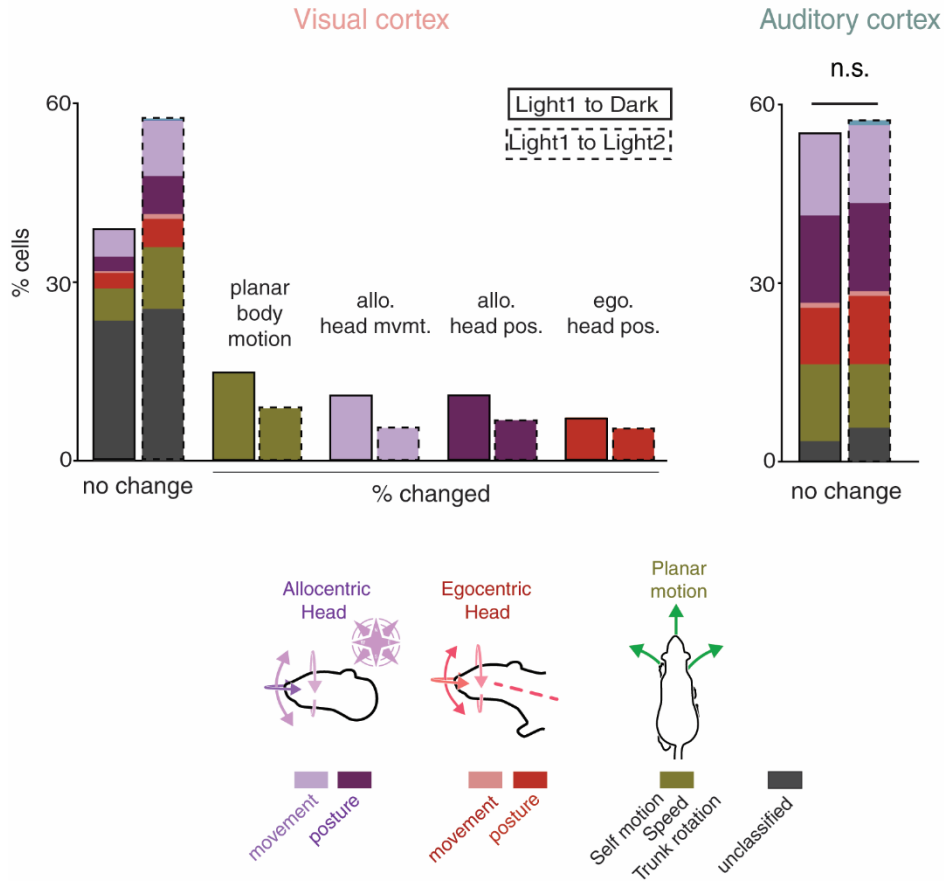 Visual cortex
Auditory cortex
n.s.
Light1 to Dark
Light1 to Light2
60
30
0
% cells
planar
body
motion
allo.
head mvmt.
allo.
head pos.
ego.
head pos.
no change
% changed
60
30
0
no change
Allocentric
Head
Egocentric
Head
Planar
motion
movement
posture
movement
posture
Self motion
Speed
Trunk rotation
unclassified